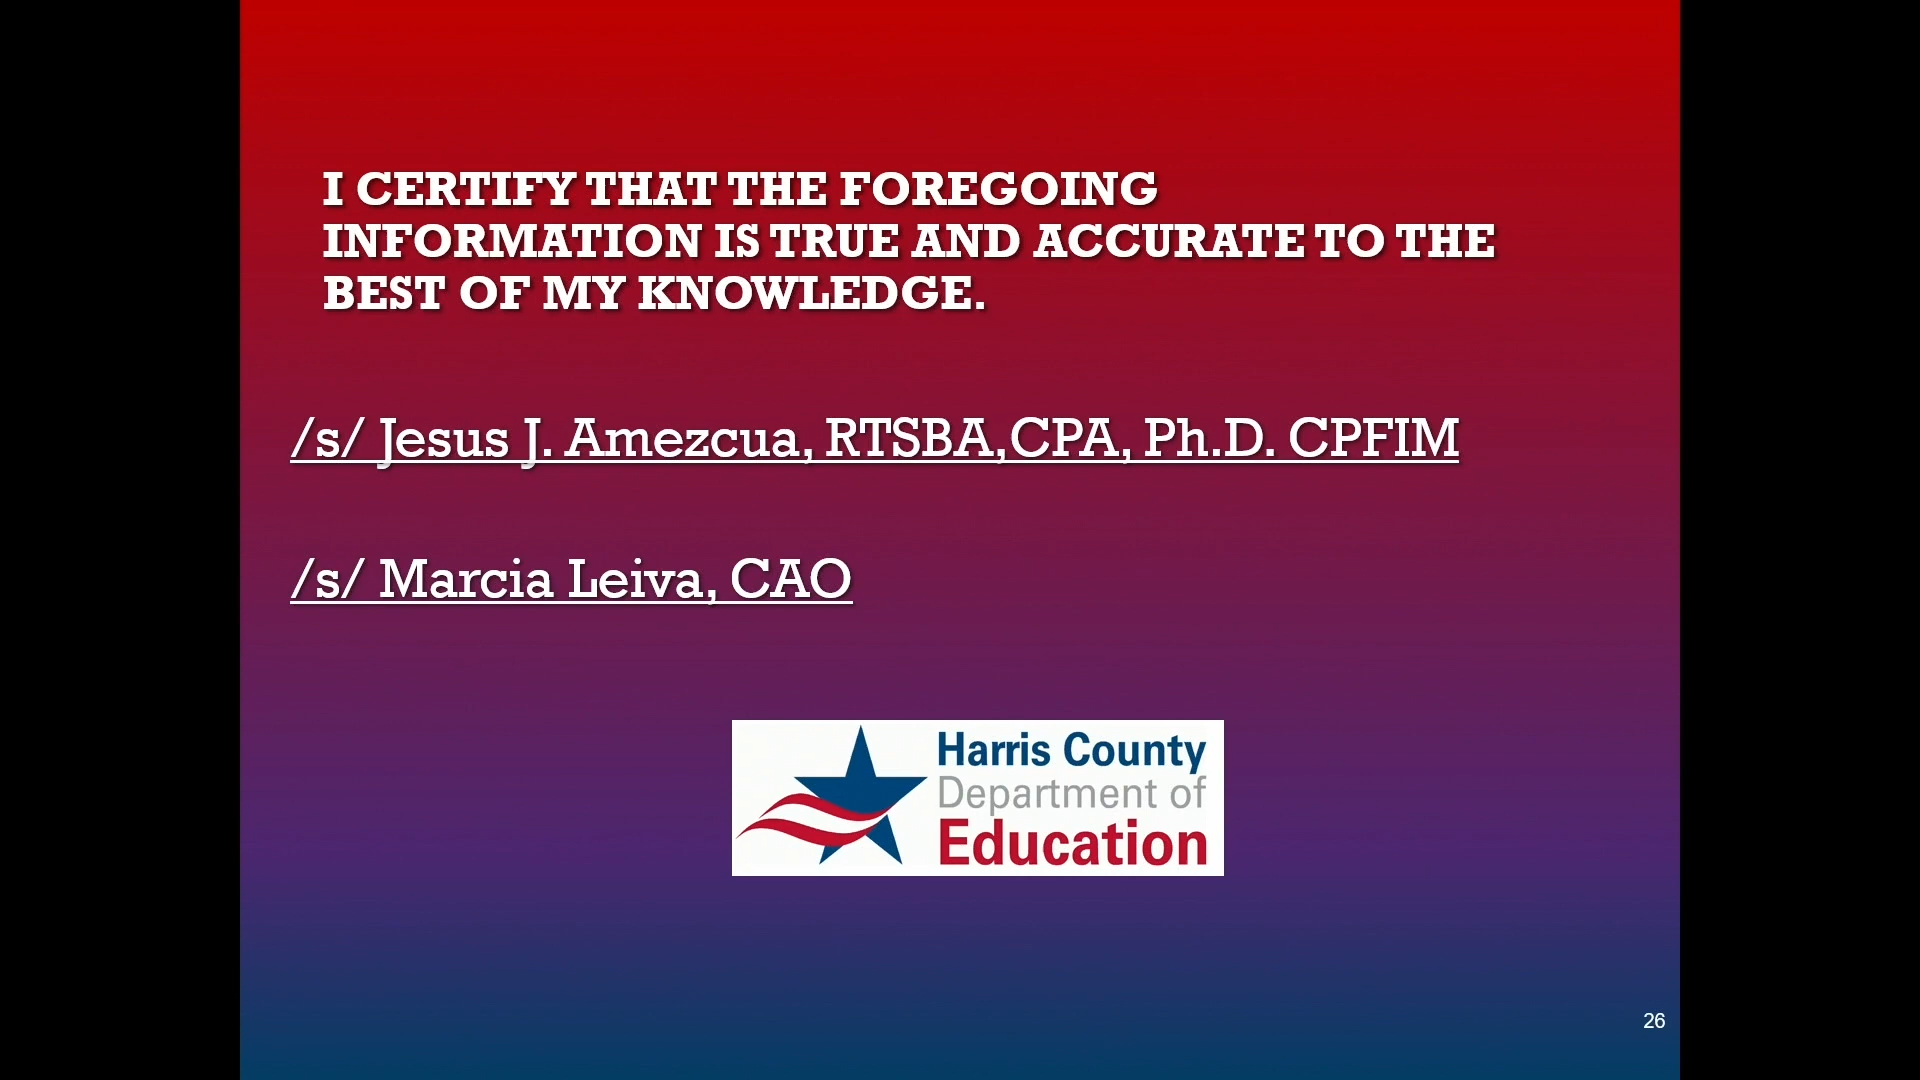 I CERTIFY THAT THE FOREGOING
INFORMATION IS TRUE AND ACCURATE TO THE
BEST OF MY KNOWLEDGE.
/s/ Jesus J. Amezcua, RTSBA,CPA, Ph.D. CPFIM
/s/ Marcia Leiva, CAO
Harris County
Department of
Education
26